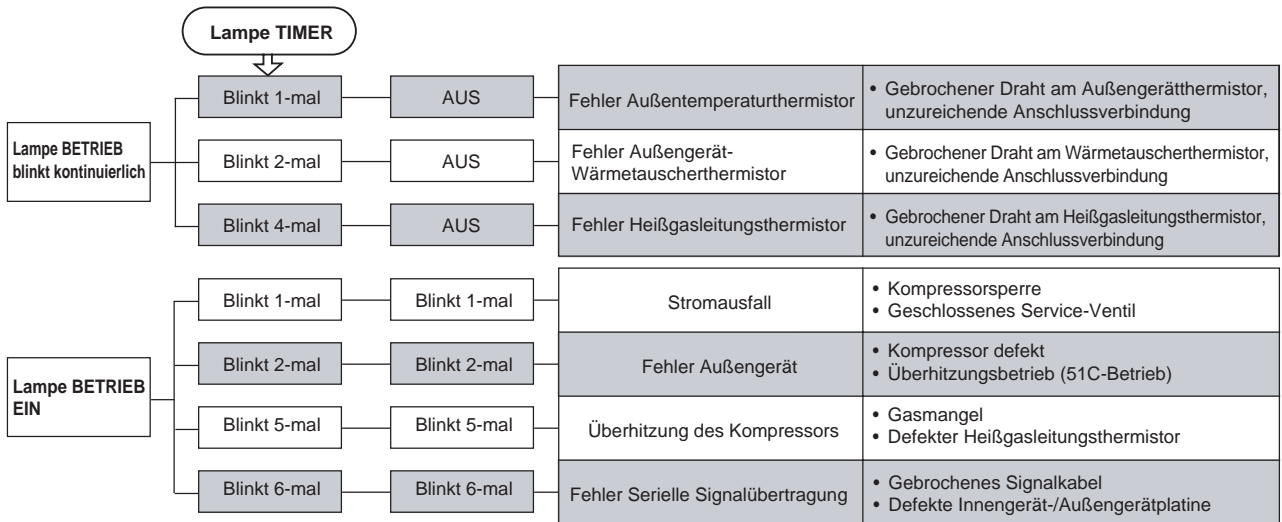 Lampe TIMER
Lampe BETRIEB
blinkt kontinuierlich
Blinkt 1-mal
AUS
Fehler Außentemperaturthermistor
• Gebrochener Draht am Außengerätthermistor,
unzureichende Anschlussverbindung
Blinkt 2-mal
AUS
Fehler Außengerät-
Wärmetauscherthermistor
• Gebrochener Draht am Wärmetauscherthermistor,
unzureichende Anschlussverbindung
Blinkt 4-mal
AUS
Fehler Heißgasleitungsthermistor
• Gebrochener Draht am Heißgasleitungsthermistor,
unzureichende Anschlussverbindung
Lampe BETRIEB
EIN
Blinkt 1-mal
Blinkt 1-mal
Stromausfall
• Kompressorsperre
• Geschlossenes Service-Ventil
Blinkt 2-mal
Blinkt 2-mal
Fehler Außengerät
• Kompressor defekt
• Überhitzungsbetrieb (51C-Betrieb)
Blinkt 5-mal
Blinkt 5-mal
Überhitzung des Kompressors
• Gasmangel
• Defekter Heißgasleitungsthermistor
Blinkt 6-mal
Blinkt 6-mal
Fehler Serielle Signalübertragung
• Gebrochenes Signalkabel
• Defekte Innengerät-/Außengerätplatine